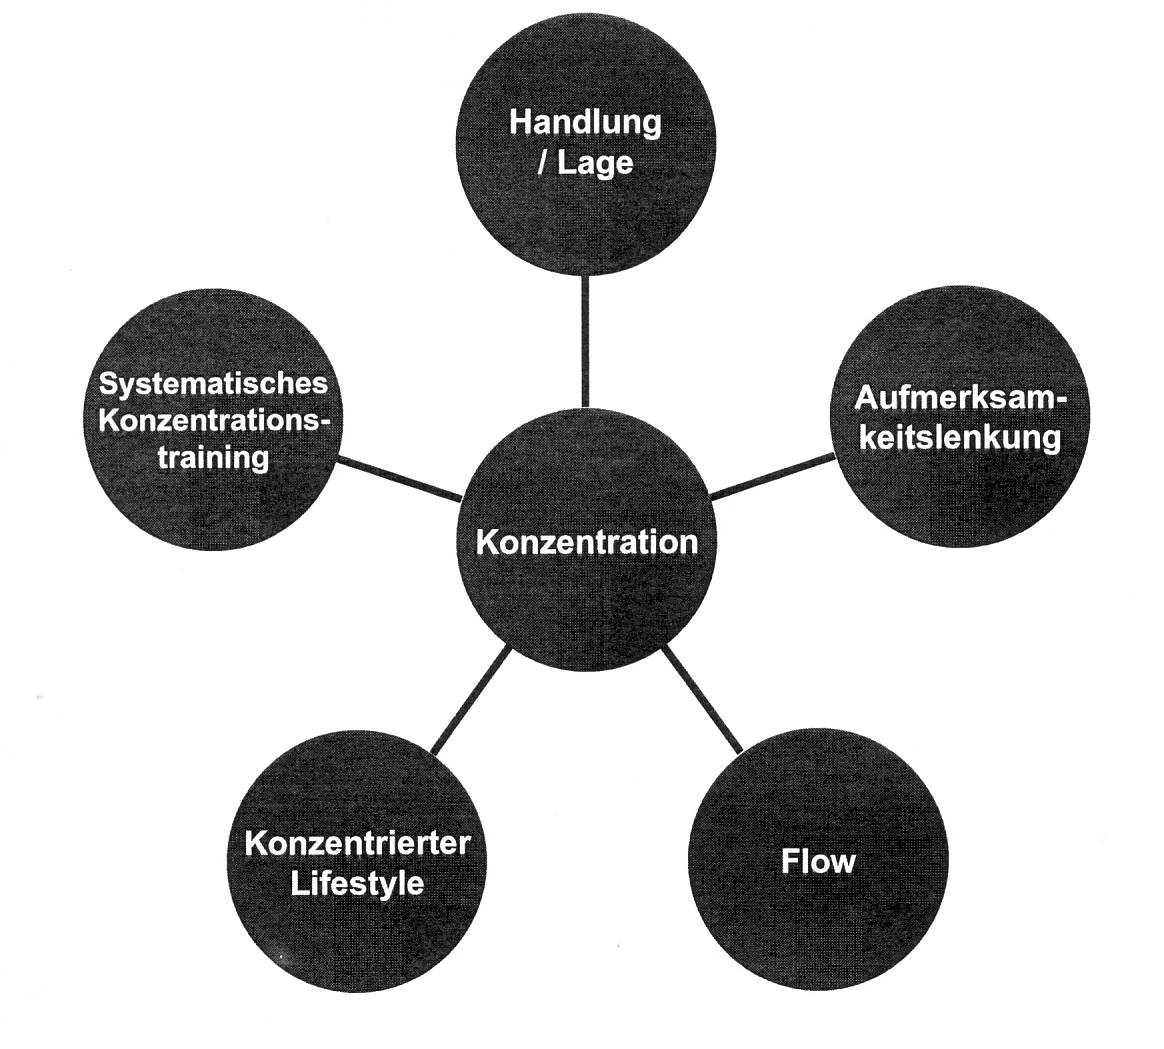 Handlung
/ Lage
Systematisches
Konzentrations-
training
Aufmerksam-
keitslenkung
Konzentration
Konzentrierter
Lifestyle
Flow